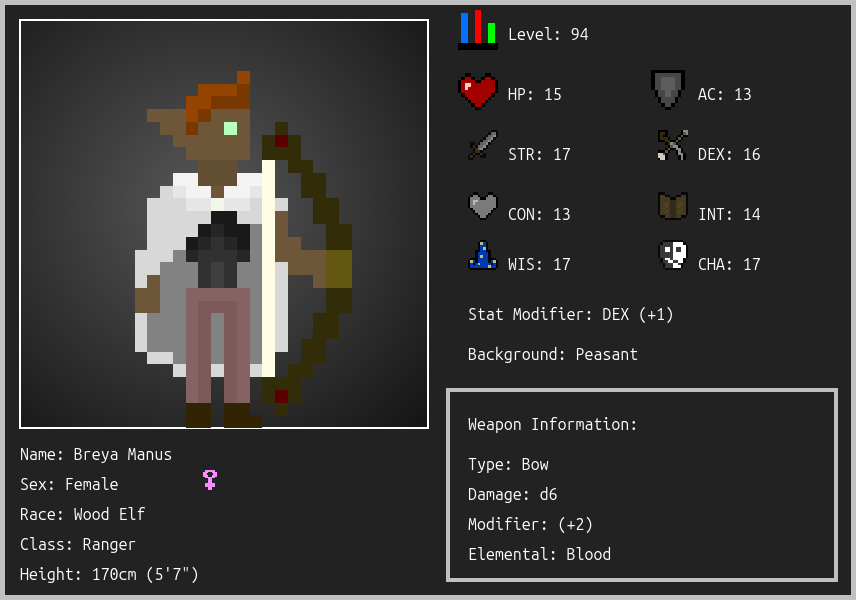 Level: 94
HP: 15
AC: 13
STR: 17
DEX: 16
CON: 13
INT: 14
WIS: 17
CHA: 17
Stat Modifier: DEX (+1)
Background: Peasant
Weapon Information:
Type: Bow
Damage: d6
Modifier: (+2)
Elemental: Blood
Name: Breya Manus
Sex: Female
Race: Wood Elf
Class: Ranger
Height: 170cm (5'7")